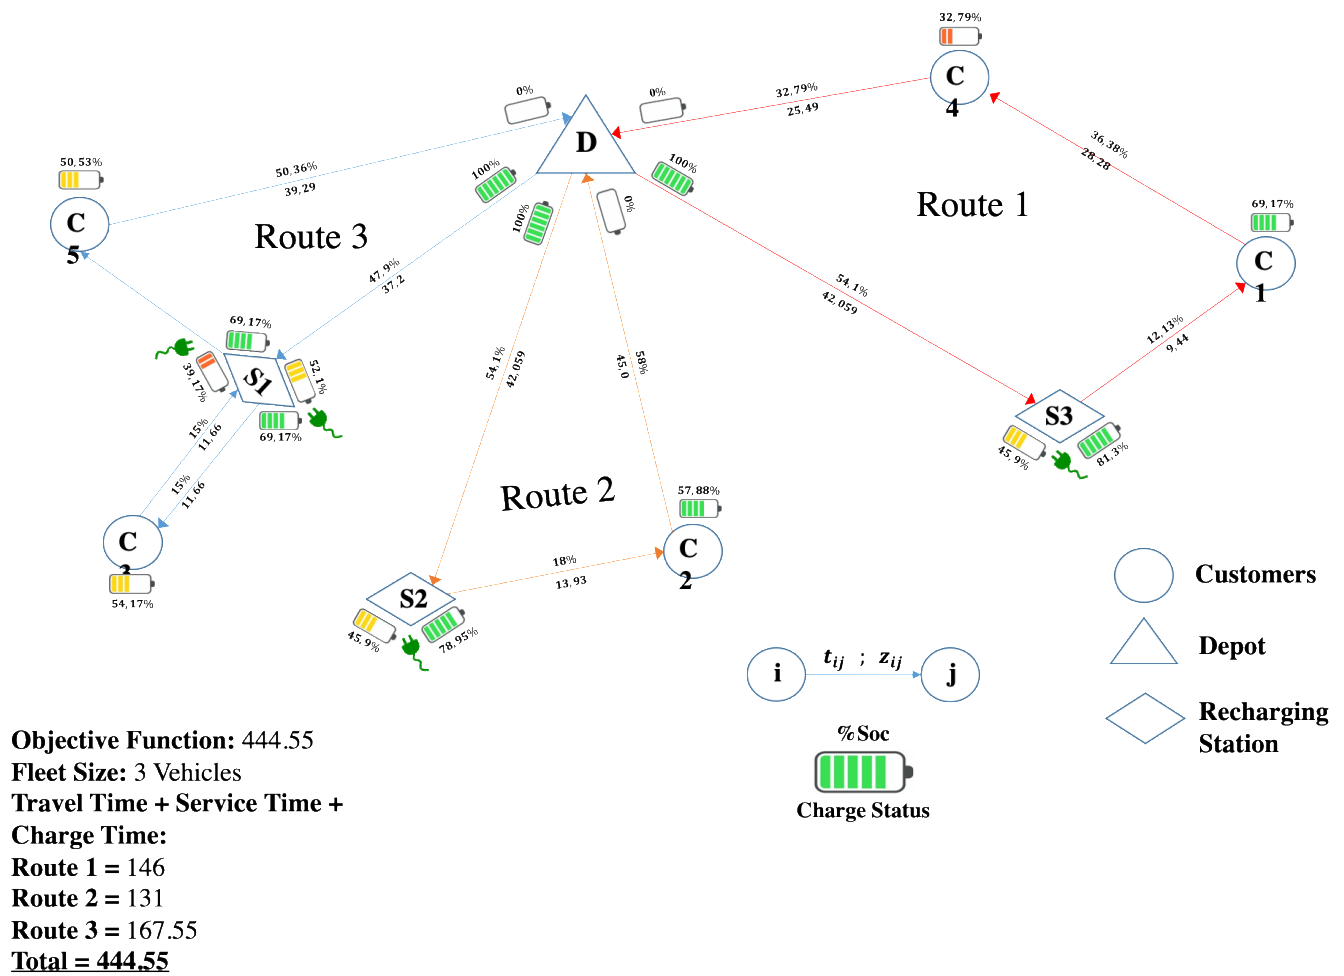 32,79%
C
4
0%
0%
32,79%
25,49
D
36,38%
28,28
50,53%
50,36%
39,29
100%
100%
100%
0%
Route 1
69,17%
C
5
Route 3
C
1
47,9%
37,2
54,1%
42,059
69,17%
39,17%
S1
52,1%
69,17%
54,1%
42,059
58%
45,0
12,13%
9,44
S3
45,9%
81,3%
15%
11,66
15%
11,66
Route 2
57,88%
C
3
54,17%
C
2
18%
13,93
S2
45,9%
78,95%
Customers
Depot
Recharging
Station
i
t_ij ; z_ij
j
%Soc
Charge Status
Objective Function: 444.55
Fleet Size: 3 Vehicles
Travel Time + Service Time +
Charge Time:
Route 1 = 146
Route 2 = 131
Route 3 = 167.55
Total = 444.55